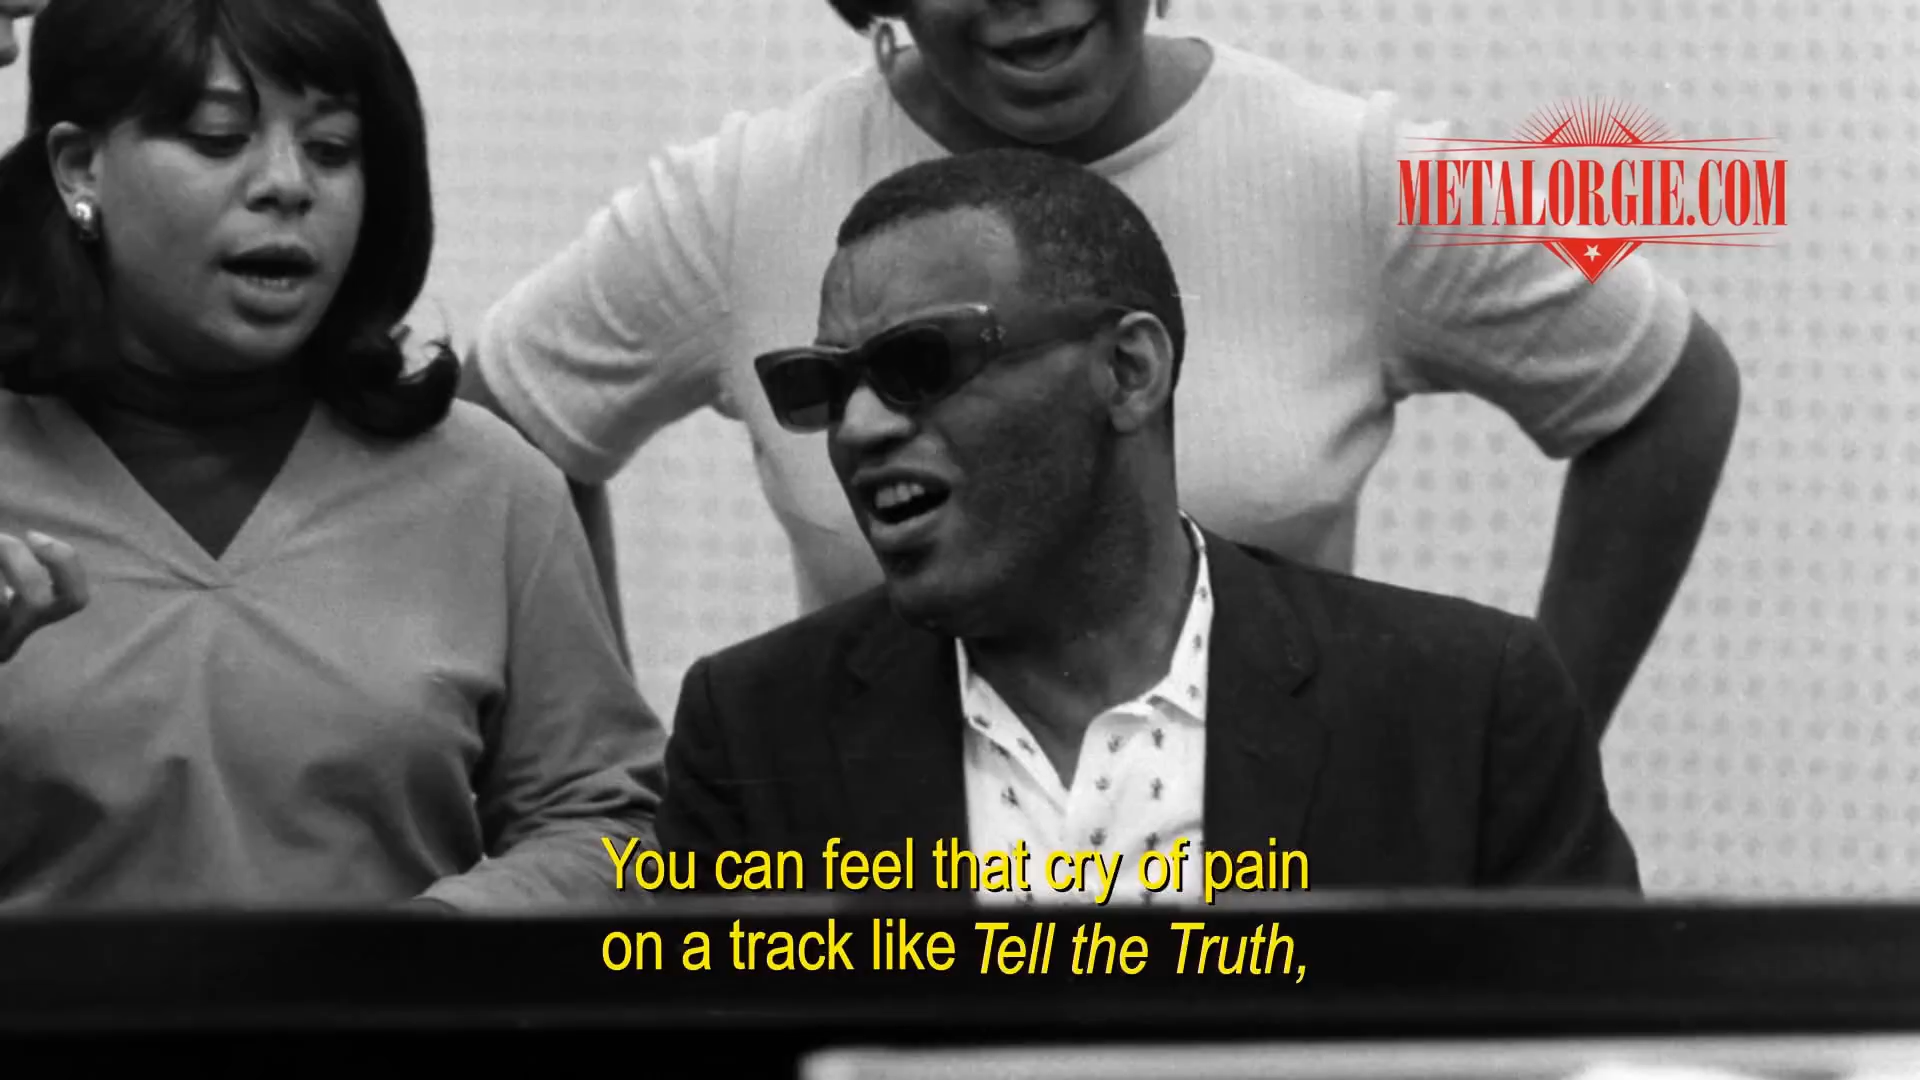 METALORGIE.COM
You can feel that cry of pain
on a track like Tell the Truth,